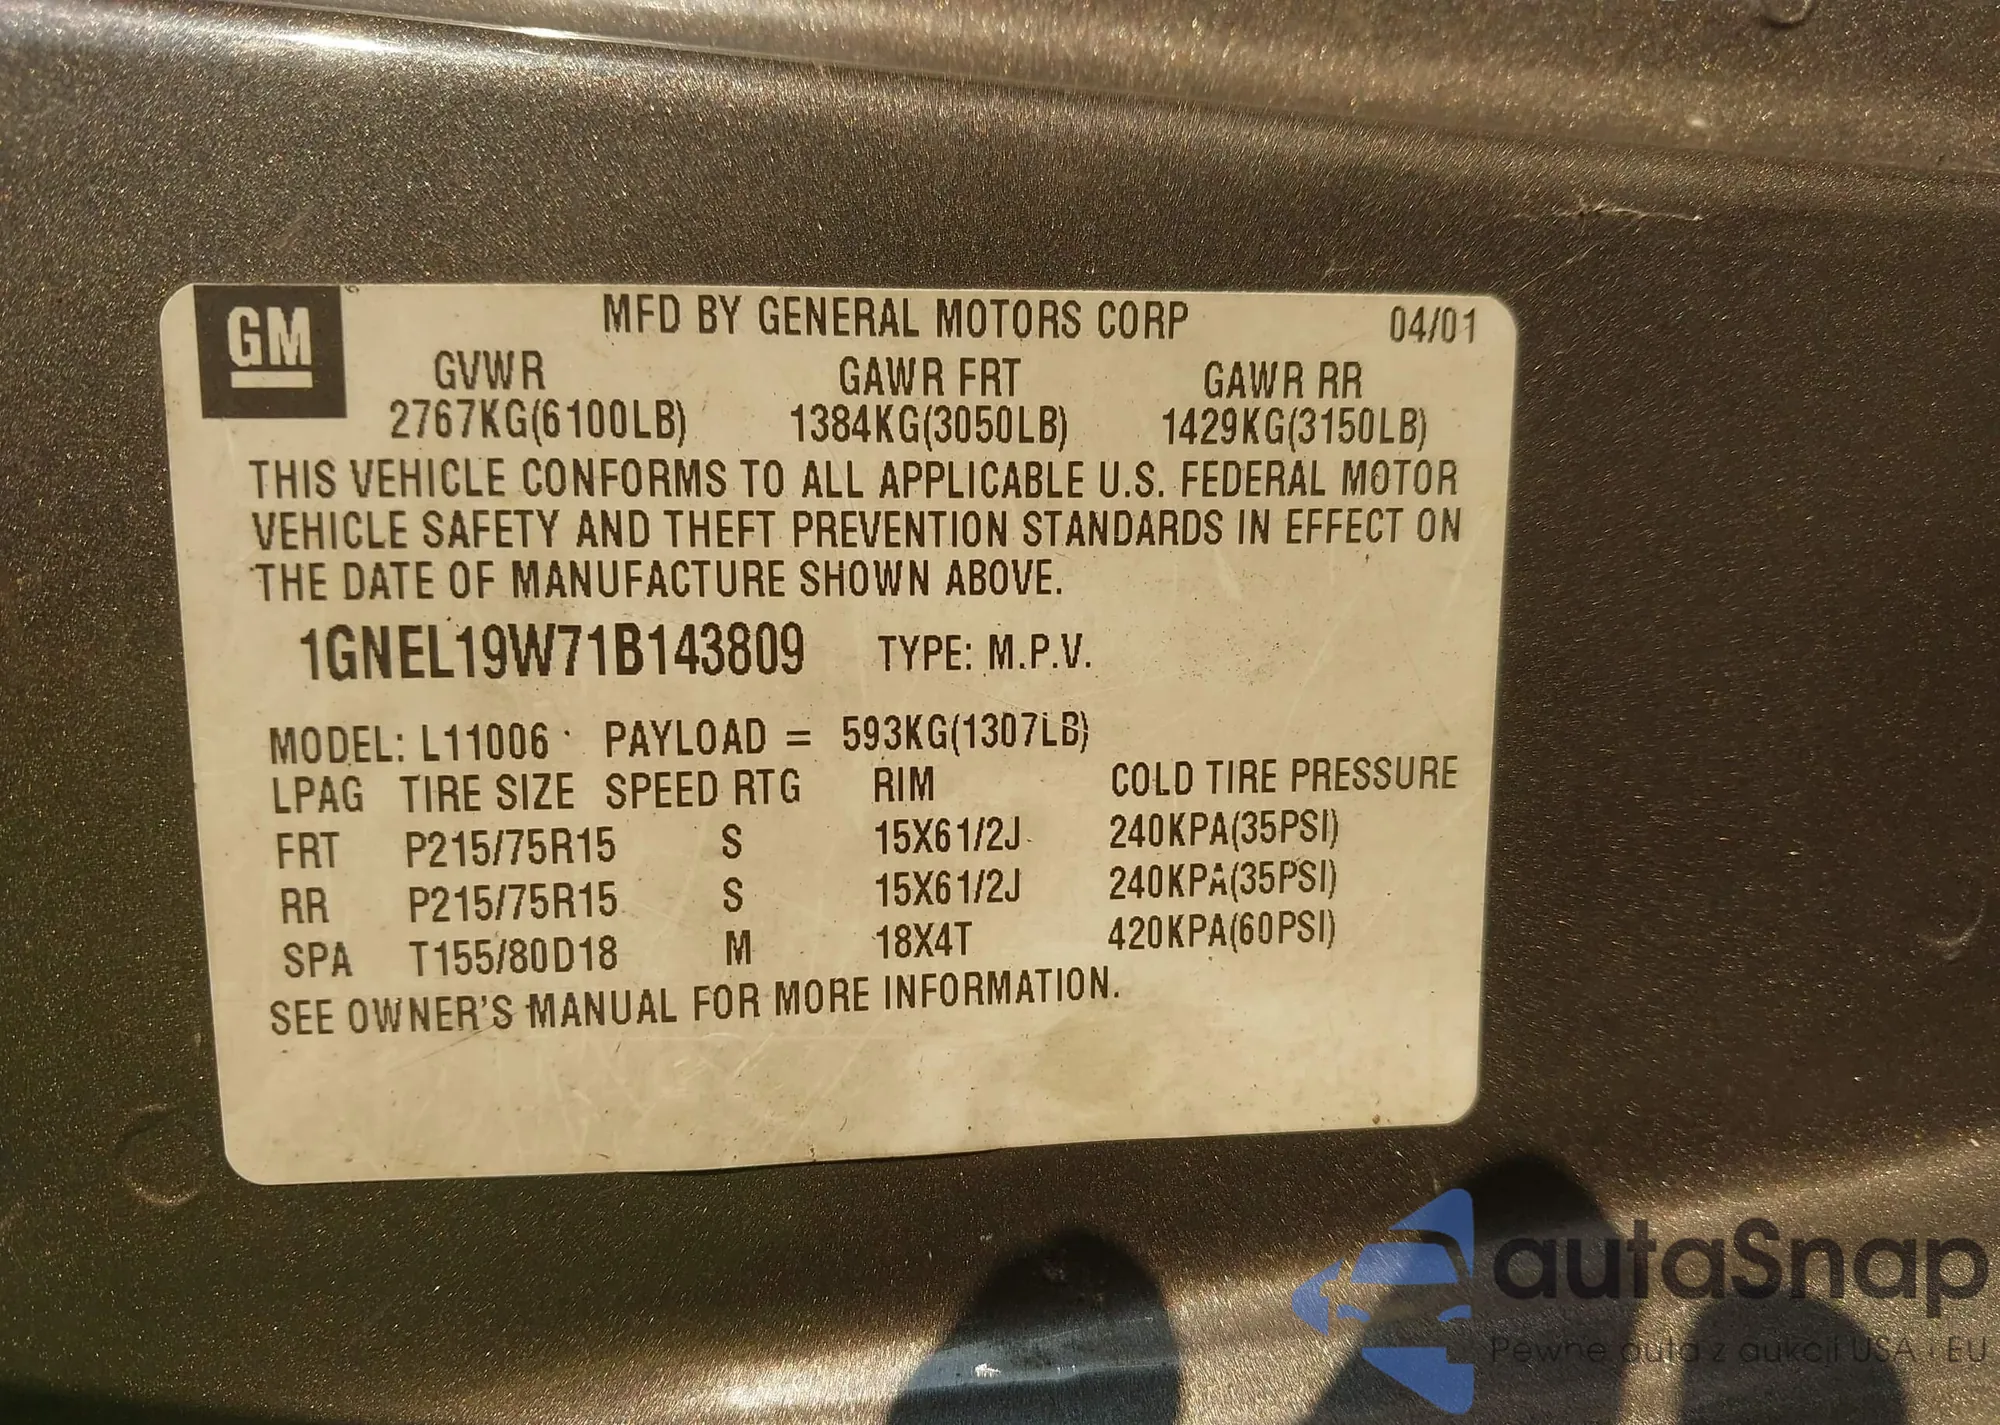 GM
MFD BY GENERAL MOTORS CORP 04/01
GVWR GAWR FRT GAWR RR
2767KG(6100LB) 1384KG(3050LB) 1429KG(3150LB)
THIS VEHICLE CONFORMS TO ALL APPLICABLE U.S. FEDERAL MOTOR
VEHICLE SAFETY AND THEFT PREVENTION STANDARDS IN EFFECT ON
THE DATE OF MANUFACTURE SHOWN ABOVE.
1GNEL19W71B143809 TYPE: M.P.V.
MODEL: L11006 PAYLOAD = 593KG(1307LB)
LPAG TIRE SIZE SPEED RTG RIM COLD TIRE PRESSURE
FRT P215/75R15 S 15X61/2J 240KPA(35PSI)
RR P215/75R15 S 15X61/2J 240KPA(35PSI)
SPA T155/80D18 M 18X4T 420KPA(60PSI)
SEE OWNER'S MANUAL FOR MORE INFORMATION.
autaSnap
Pewne auta z aukcji USA i EU